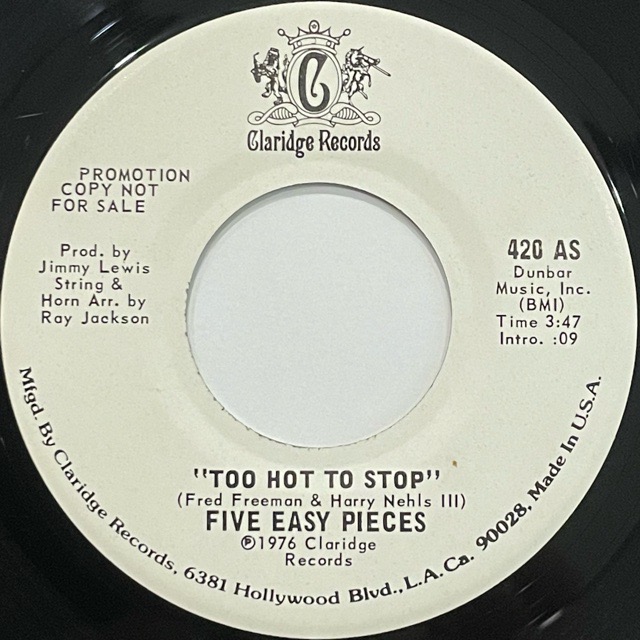 C
Claridge Records
PROMOTION
COPY NOT
FOR SALE
Prod. by
Jimmy Lewis
String &
Horn Arr. by
Ray Jackson
420 AS
Dunbar
Music, Inc.
(BMI)
Time 3:47
Intro. :09
"TOO HOT TO STOP"
(Fred Freeman & Harry Nehls III)
FIVE EASY PIECES
℗1976 Claridge
Records
Mfgd. By Claridge Records, 6381 Hollywood Blvd., L.A. Ca. 90028, Made In U.S.A.